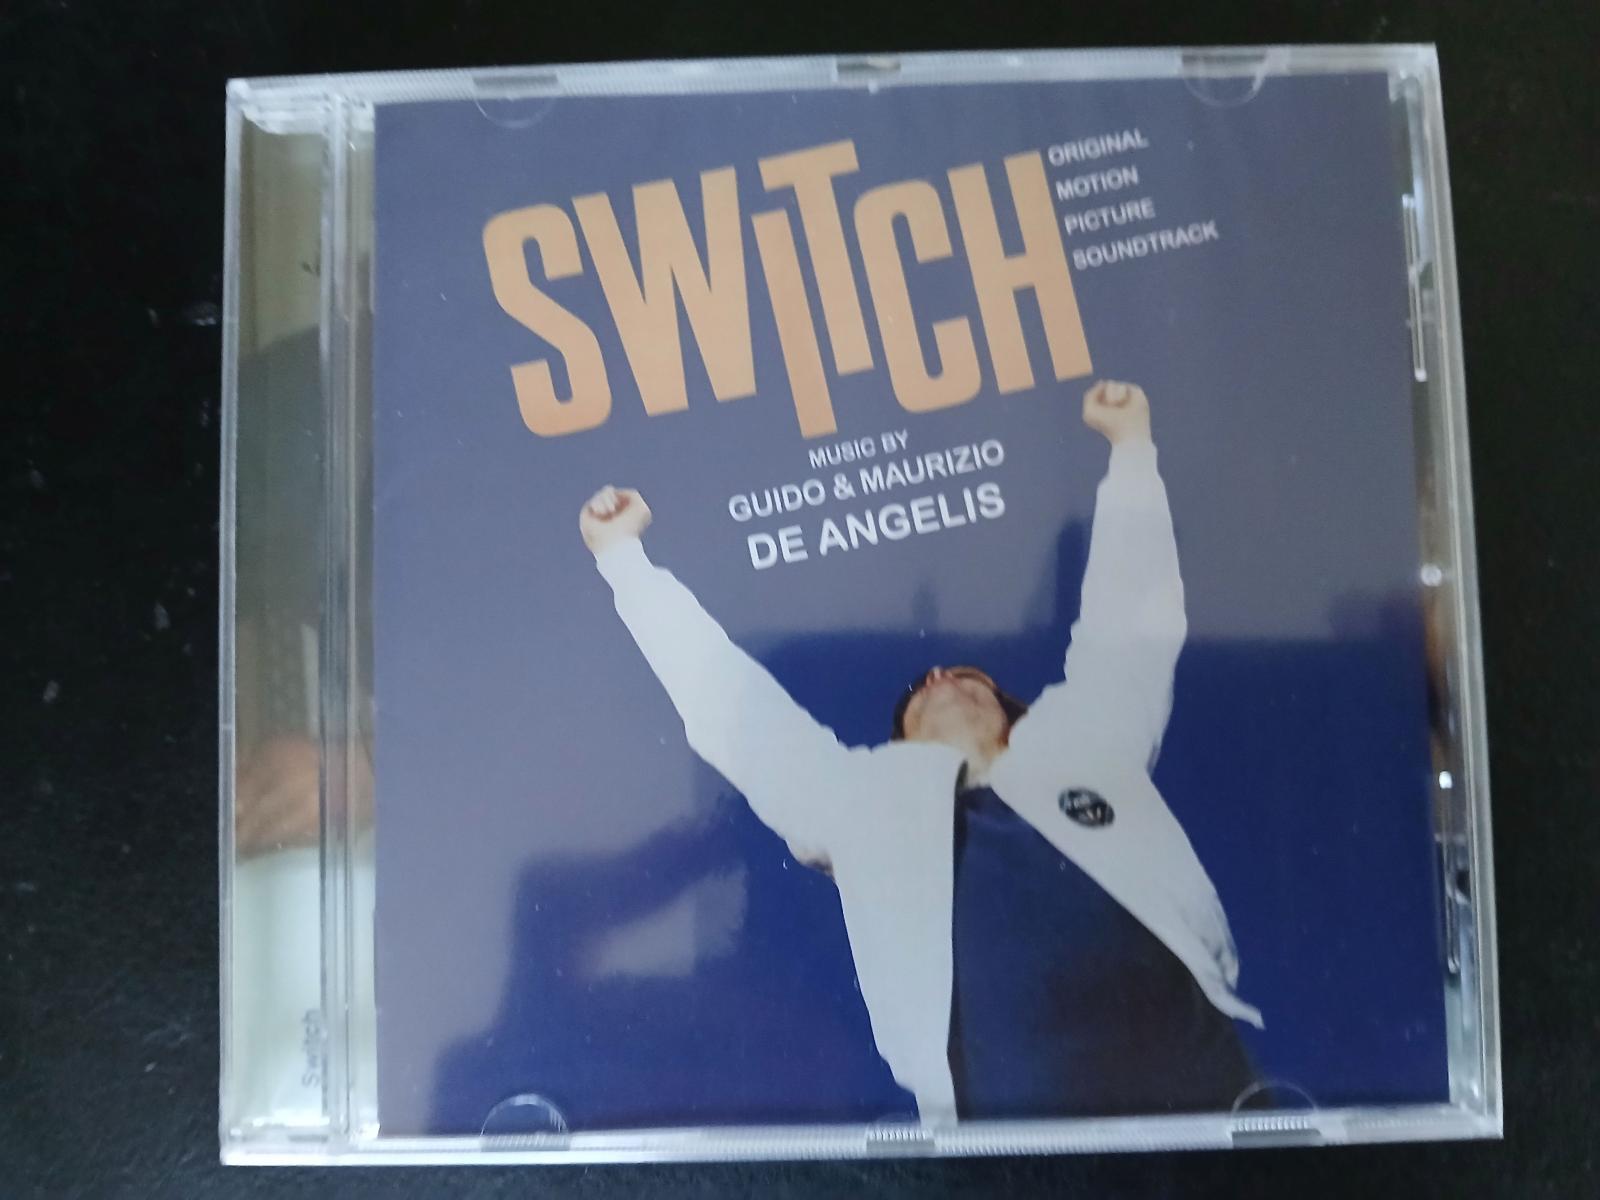 SWiTCH
ORIGINAL
MOTION
PICTURE
SOUNDTRACK
MUSIC BY
GUIDO & MAURIZIO
DE ANGELIS
Switch